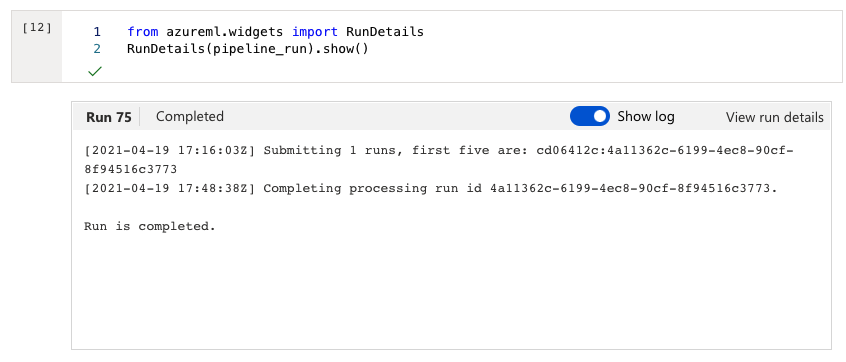 [12]
1 from azureml.widgets import RunDetails
2 RunDetails(pipeline_run).show()
Run 75 Completed Show log View run details
[2021-04-19 17:16:03Z] Submitting 1 runs, first five are: cd06412c:4a11362c-6199-4ec8-90cf-
8f94516c3773
[2021-04-19 17:48:38Z] Completing processing run id 4a11362c-6199-4ec8-90cf-8f94516c3773.
Run is completed.